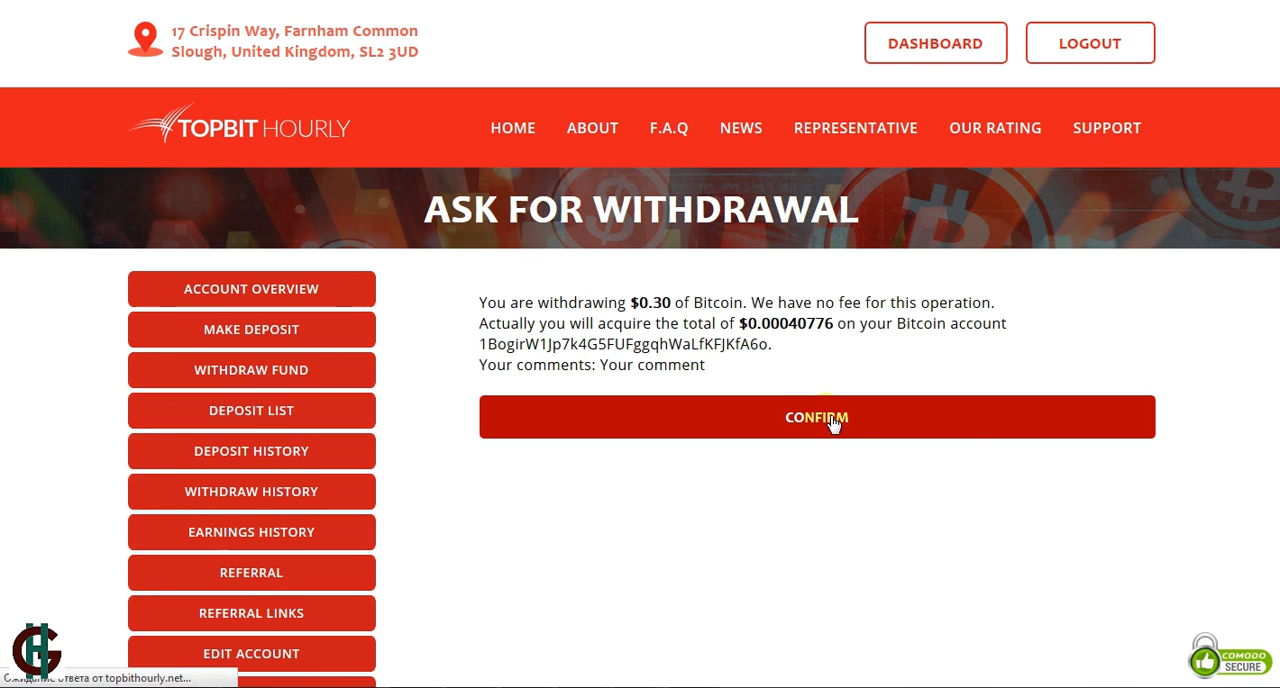 17 Crispin Way, Farnham Common
Slough, United Kingdom, SL2 3UD
DASHBOARD
LOGOUT
TOPBIT HOURLY
HOME
ABOUT
F.A.Q
NEWS
REPRESENTATIVE
OUR RATING
SUPPORT
ASK FOR WITHDRAWAL
ACCOUNT OVERVIEW
MAKE DEPOSIT
WITHDRAW FUND
DEPOSIT LIST
DEPOSIT HISTORY
WITHDRAW HISTORY
EARNINGS HISTORY
REFERRAL
REFERRAL LINKS
EDIT ACCOUNT
You are withdrawing $0.30 of Bitcoin. We have no fee for this operation.
Actually you will acquire the total of $0.00040776 on your Bitcoin account
1BogirW1Jp7k4G5FUFggqhWaLfKFJKfA6o.
Your comments: Your comment
CONFIRM
Ожидание ответа от topbithourly.net...
COMODO
SECURE